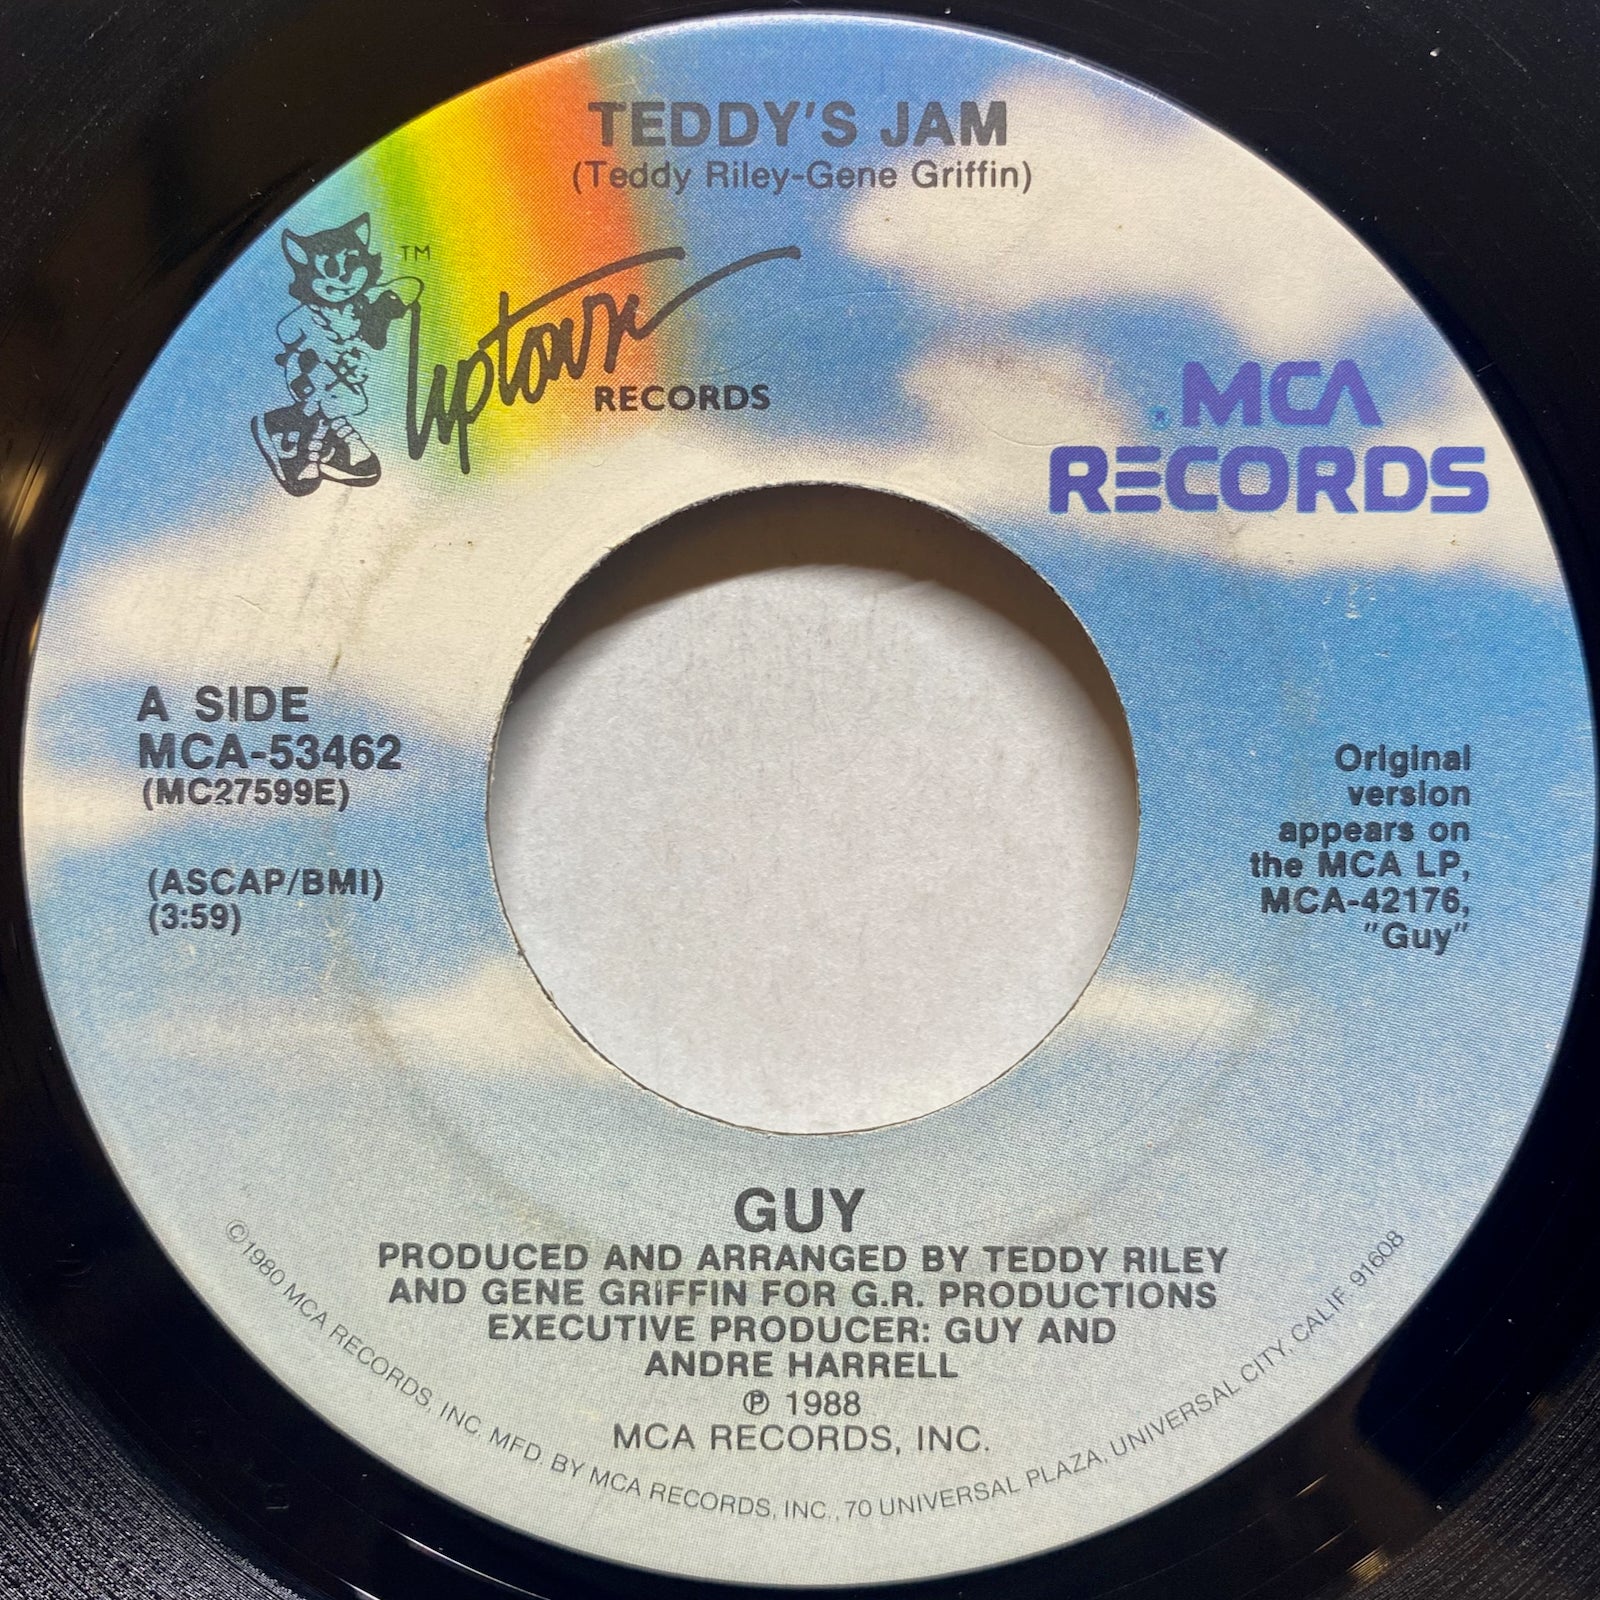 TEDDY'S JAM
(Teddy Riley-Gene Griffin)
TM
Uptown
RECORDS
MCA
RECORDS
A SIDE
MCA-53462
(MC27599E)
(ASCAP/BMI)
(3:59)
Original
version
appears on
the MCA LP,
MCA-42176,
"Guy"
GUY
PRODUCED AND ARRANGED BY TEDDY RILEY
AND GENE GRIFFIN FOR G.R. PRODUCTIONS
EXECUTIVE PRODUCER: GUY AND
ANDRE HARRELL
℗ 1988
MCA RECORDS, INC.
©1980 MCA RECORDS, INC. MFD. BY MCA RECORDS, INC., 70 UNIVERSAL PLAZA, UNIVERSAL CITY, CALIF 91608